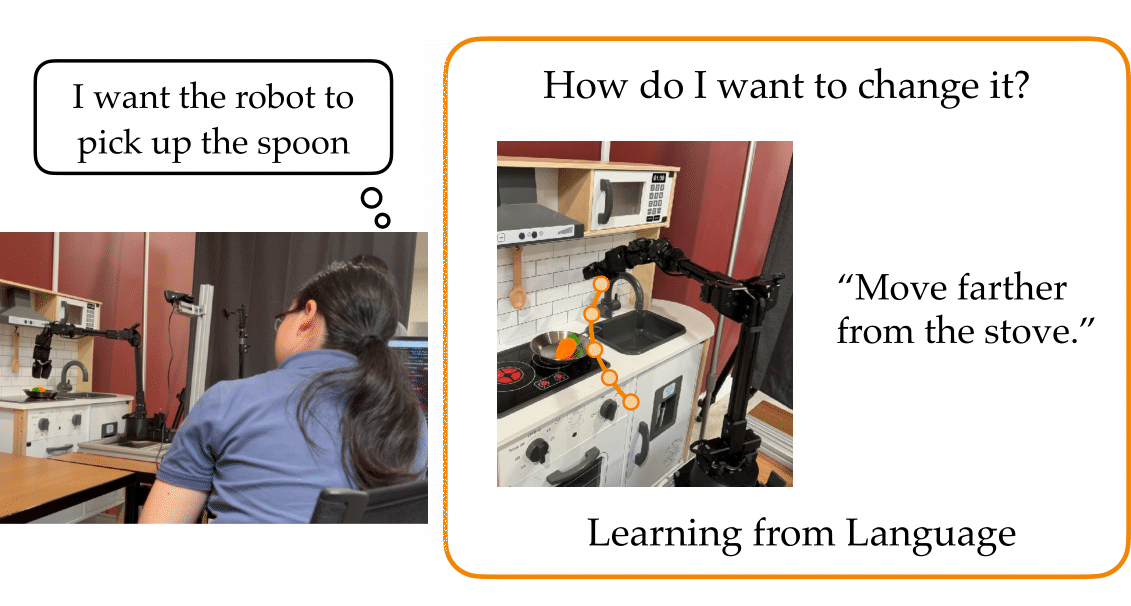 I want the robot to
pick up the spoon
How do I want to change it?
“Move farther
from the stove.”
Learning from Language